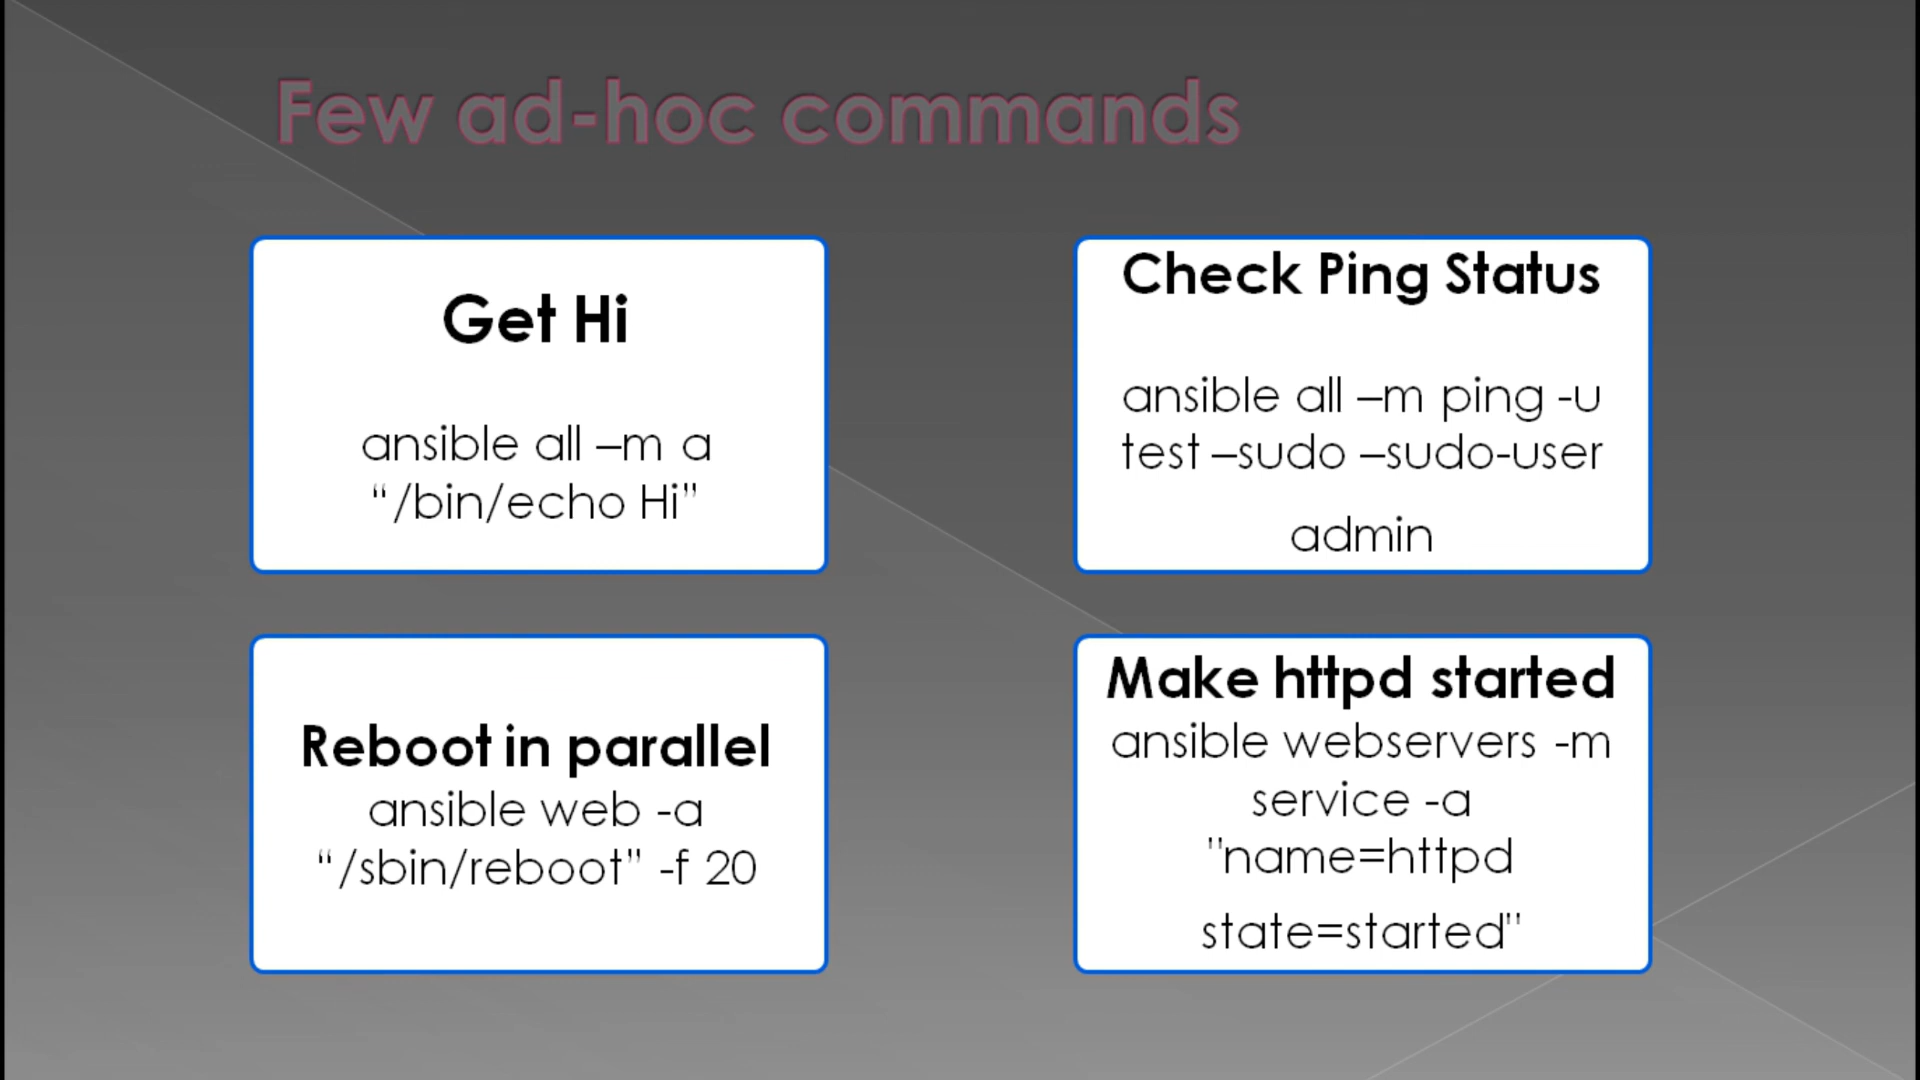 Few ad-hoc commands
Get Hi
ansible all –m a
“/bin/echo Hi”
Check Ping Status
ansible all –m ping -u
test –sudo –sudo-user
admin
Reboot in parallel
ansible web -a
“/sbin/reboot” -f 20
Make httpd started
ansible webservers -m
service -a
"name=httpd
state=started"